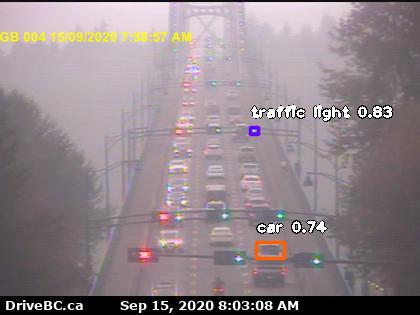 GB 004 15/09/2020 7:58:57 AM
traffic light 0.83
car 0.74
DriveBC.ca Sep 15, 2020 8:03:08 AM